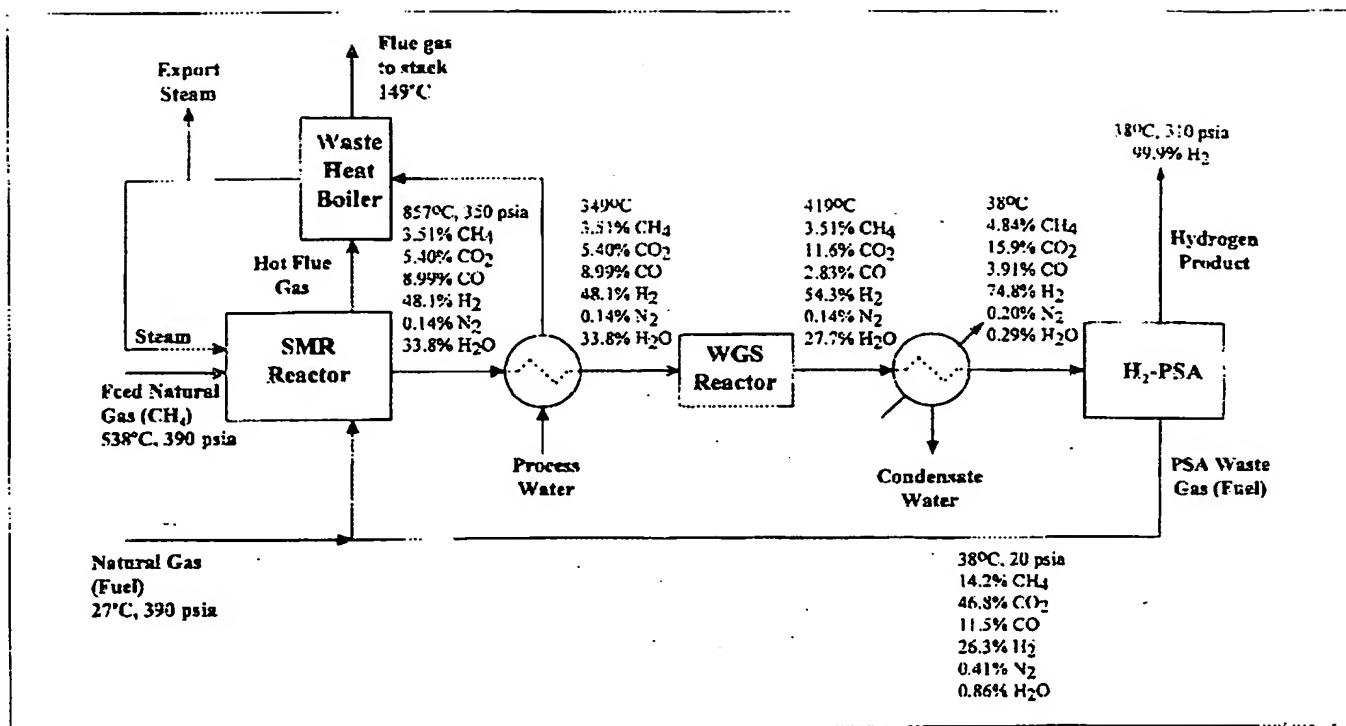 Flue gas
to stack
149°C
Export
Steam
Waste
Heat
Boiler
Hot Flue
Gas
Steam
SMR
Reactor
Feed Natural
Gas (CH4)
538°C, 390 psia
Natural Gas
(Fuel)
27°C, 390 psia
857ºC, 350 psia
3.51% CH4
5.40% CO2
8.99% CO
48.1% H2
0.14% N2
33.8% H2O
Process
Water
349ºC
3.51% CH4
5.40% CO2
8.99% CO
48.1% H2
0.14% N2
33.8% H2O
WGS
Reactor
419ºC
3.51% CH4
11.6% CO2
2.83% CO
54.3% H2
0.14% N2
27.7% H2O
Condensate
Water
38ºC
4.84% CH4
15.9% CO2
3.91% CO
74.8% H2
0.20% N2
0.29% H2O
38ºC, 310 psia
99.9% H2
Hydrogen
Product
H2-PSA
PSA Waste
Gas (Fuel)
38ºC, 20 psia
14.2% CH4
46.8% CO2
11.5% CO
26.3% H2
0.41% N2
0.86% H2O